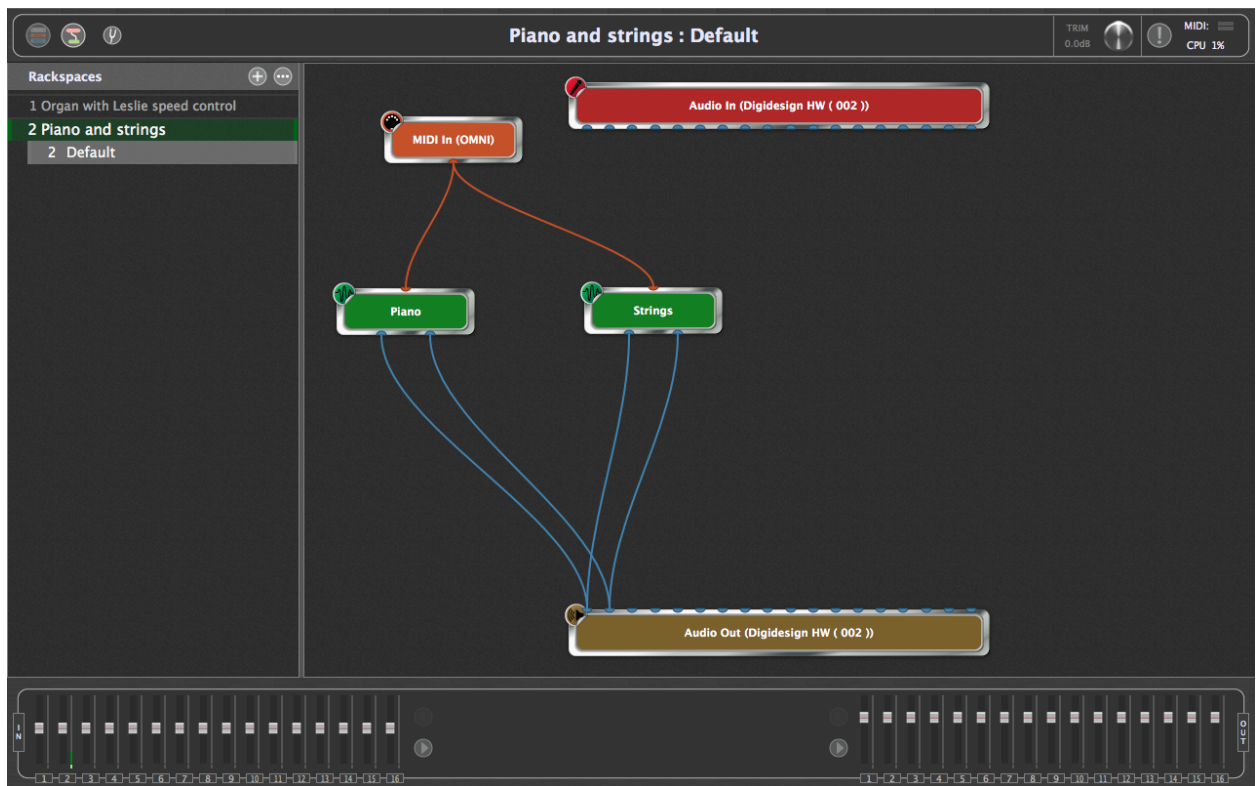 Piano and strings : Default
TRIM
0.0dB
MIDI:
CPU 1%
Rackspaces
1 Organ with Leslie speed control
2 Piano and strings
2 Default
Audio In (Digidesign HW ( 002 ))
MIDI In (OMNI)
Piano
Strings
Audio Out (Digidesign HW ( 002 ))
IN
OUT
1 2 3 4 5 6 7 8 9 10 11 12 13 14 15 16
1 2 3 4 5 6 7 8 9 10 11 12 13 14 15 16